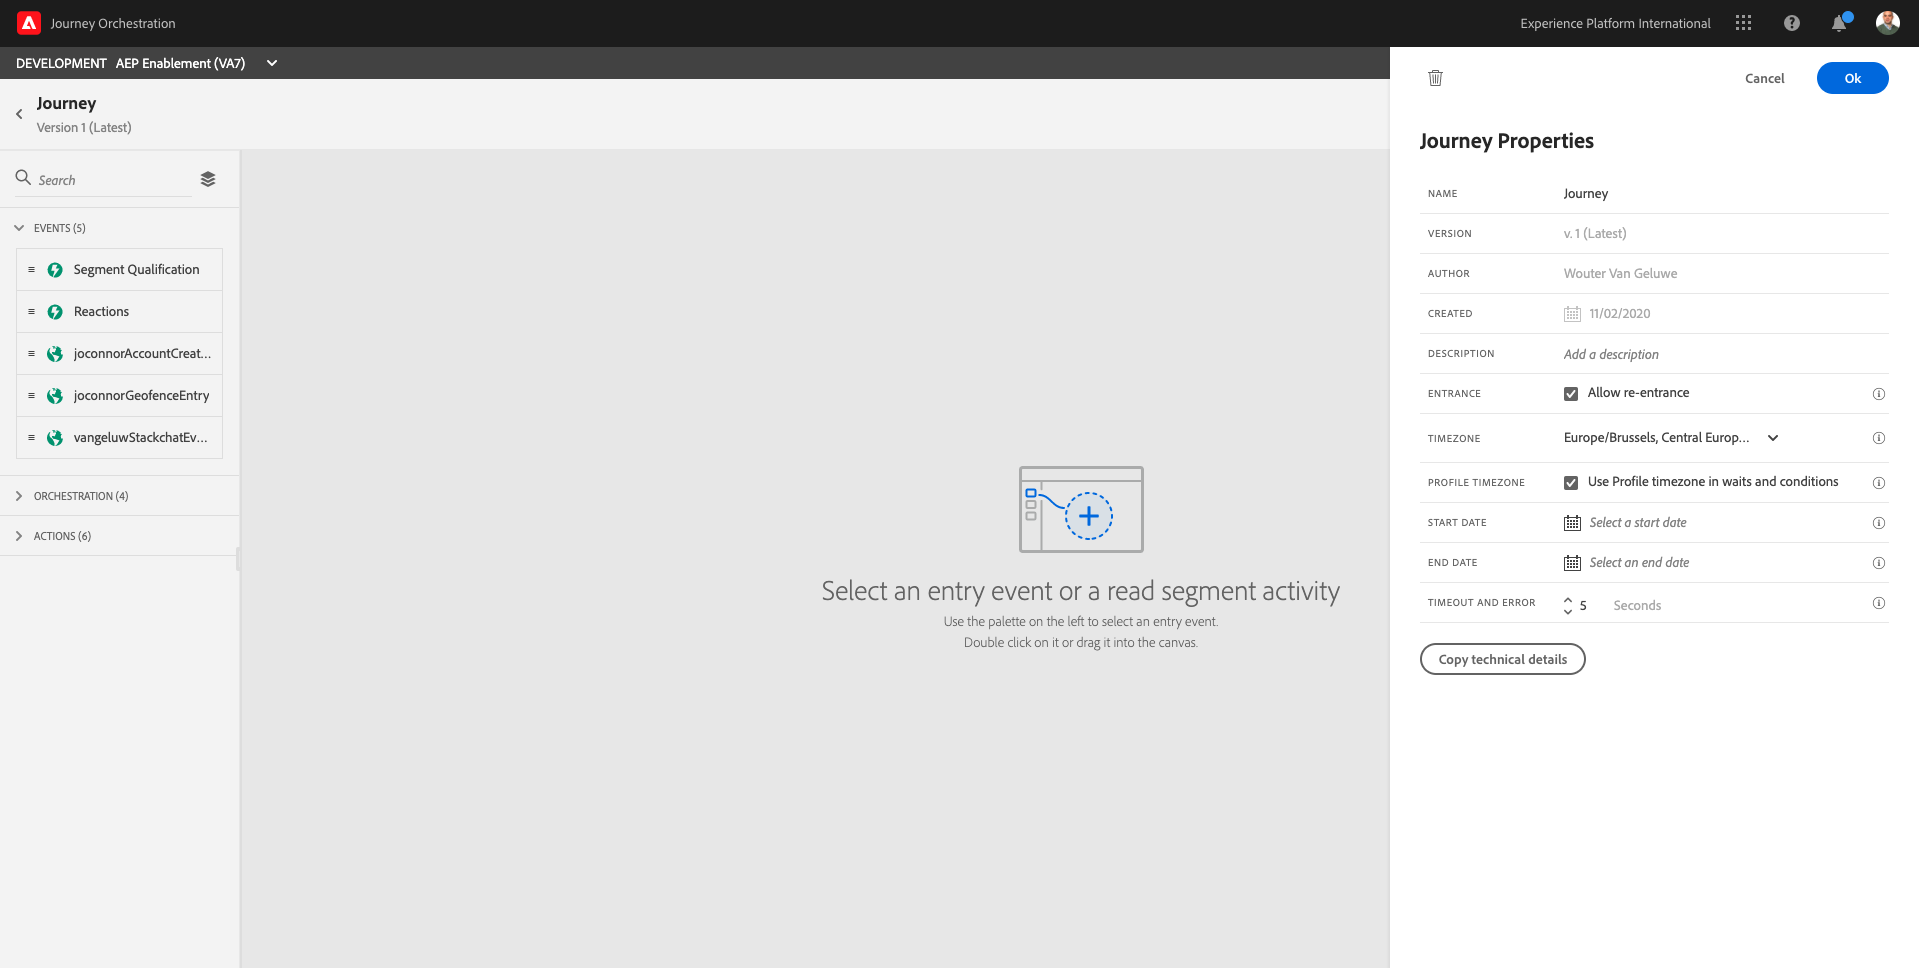 Journey Orchestration
Experience Platform International
DEVELOPMENT AEP Enablement (VA7)
Journey
Version 1 (Latest)
Search
EVENTS (5)
Segment Qualification
Reactions
joconnorAccountCreat...
joconnorGeofenceEntry
vangeluwStackchatEv...
ORCHESTRATION (4)
ACTIONS (6)
Select an entry event or a read segment activity
Use the palette on the left to select an entry event.
Double click on it or drag it into the canvas.
Cancel
Ok
Journey Properties
NAME Journey
VERSION v. 1 (Latest)
AUTHOR Wouter Van Geluwe
CREATED 11/02/2020
DESCRIPTION Add a description
ENTRANCE Allow re-entrance
TIMEZONE Europe/Brussels, Central Europ...
PROFILE TIMEZONE Use Profile timezone in waits and conditions
START DATE Select a start date
END DATE Select an end date
TIMEOUT AND ERROR 5 Seconds
Copy technical details